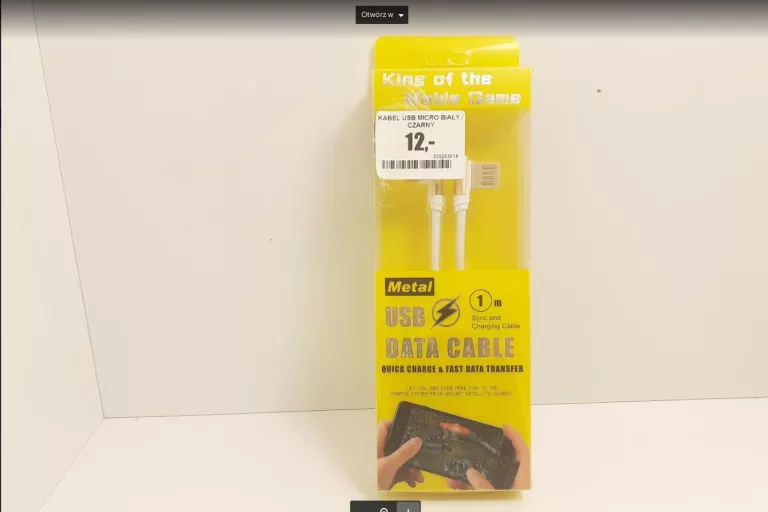 Otwórz w
King of the
Mobile Game
KABEL USB MICRO BIAŁY /
CZARNY
12,-
Metal
USB
1 m
Sync and
Charging Cable
DATA CABLE
QUICK CHARGE & FAST DATA TRANSFER